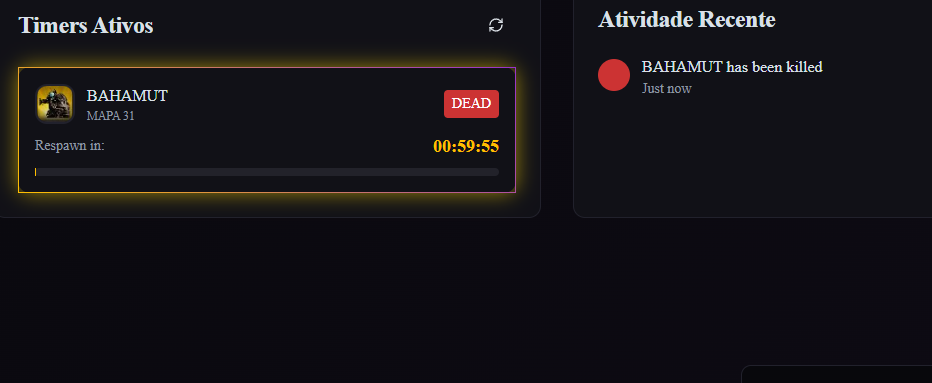 Timers Ativos
BAHAMUT
MAPA 31
DEAD
Respawn in:
00:59:55
Atividade Recente
BAHAMUT has been killed
Just now